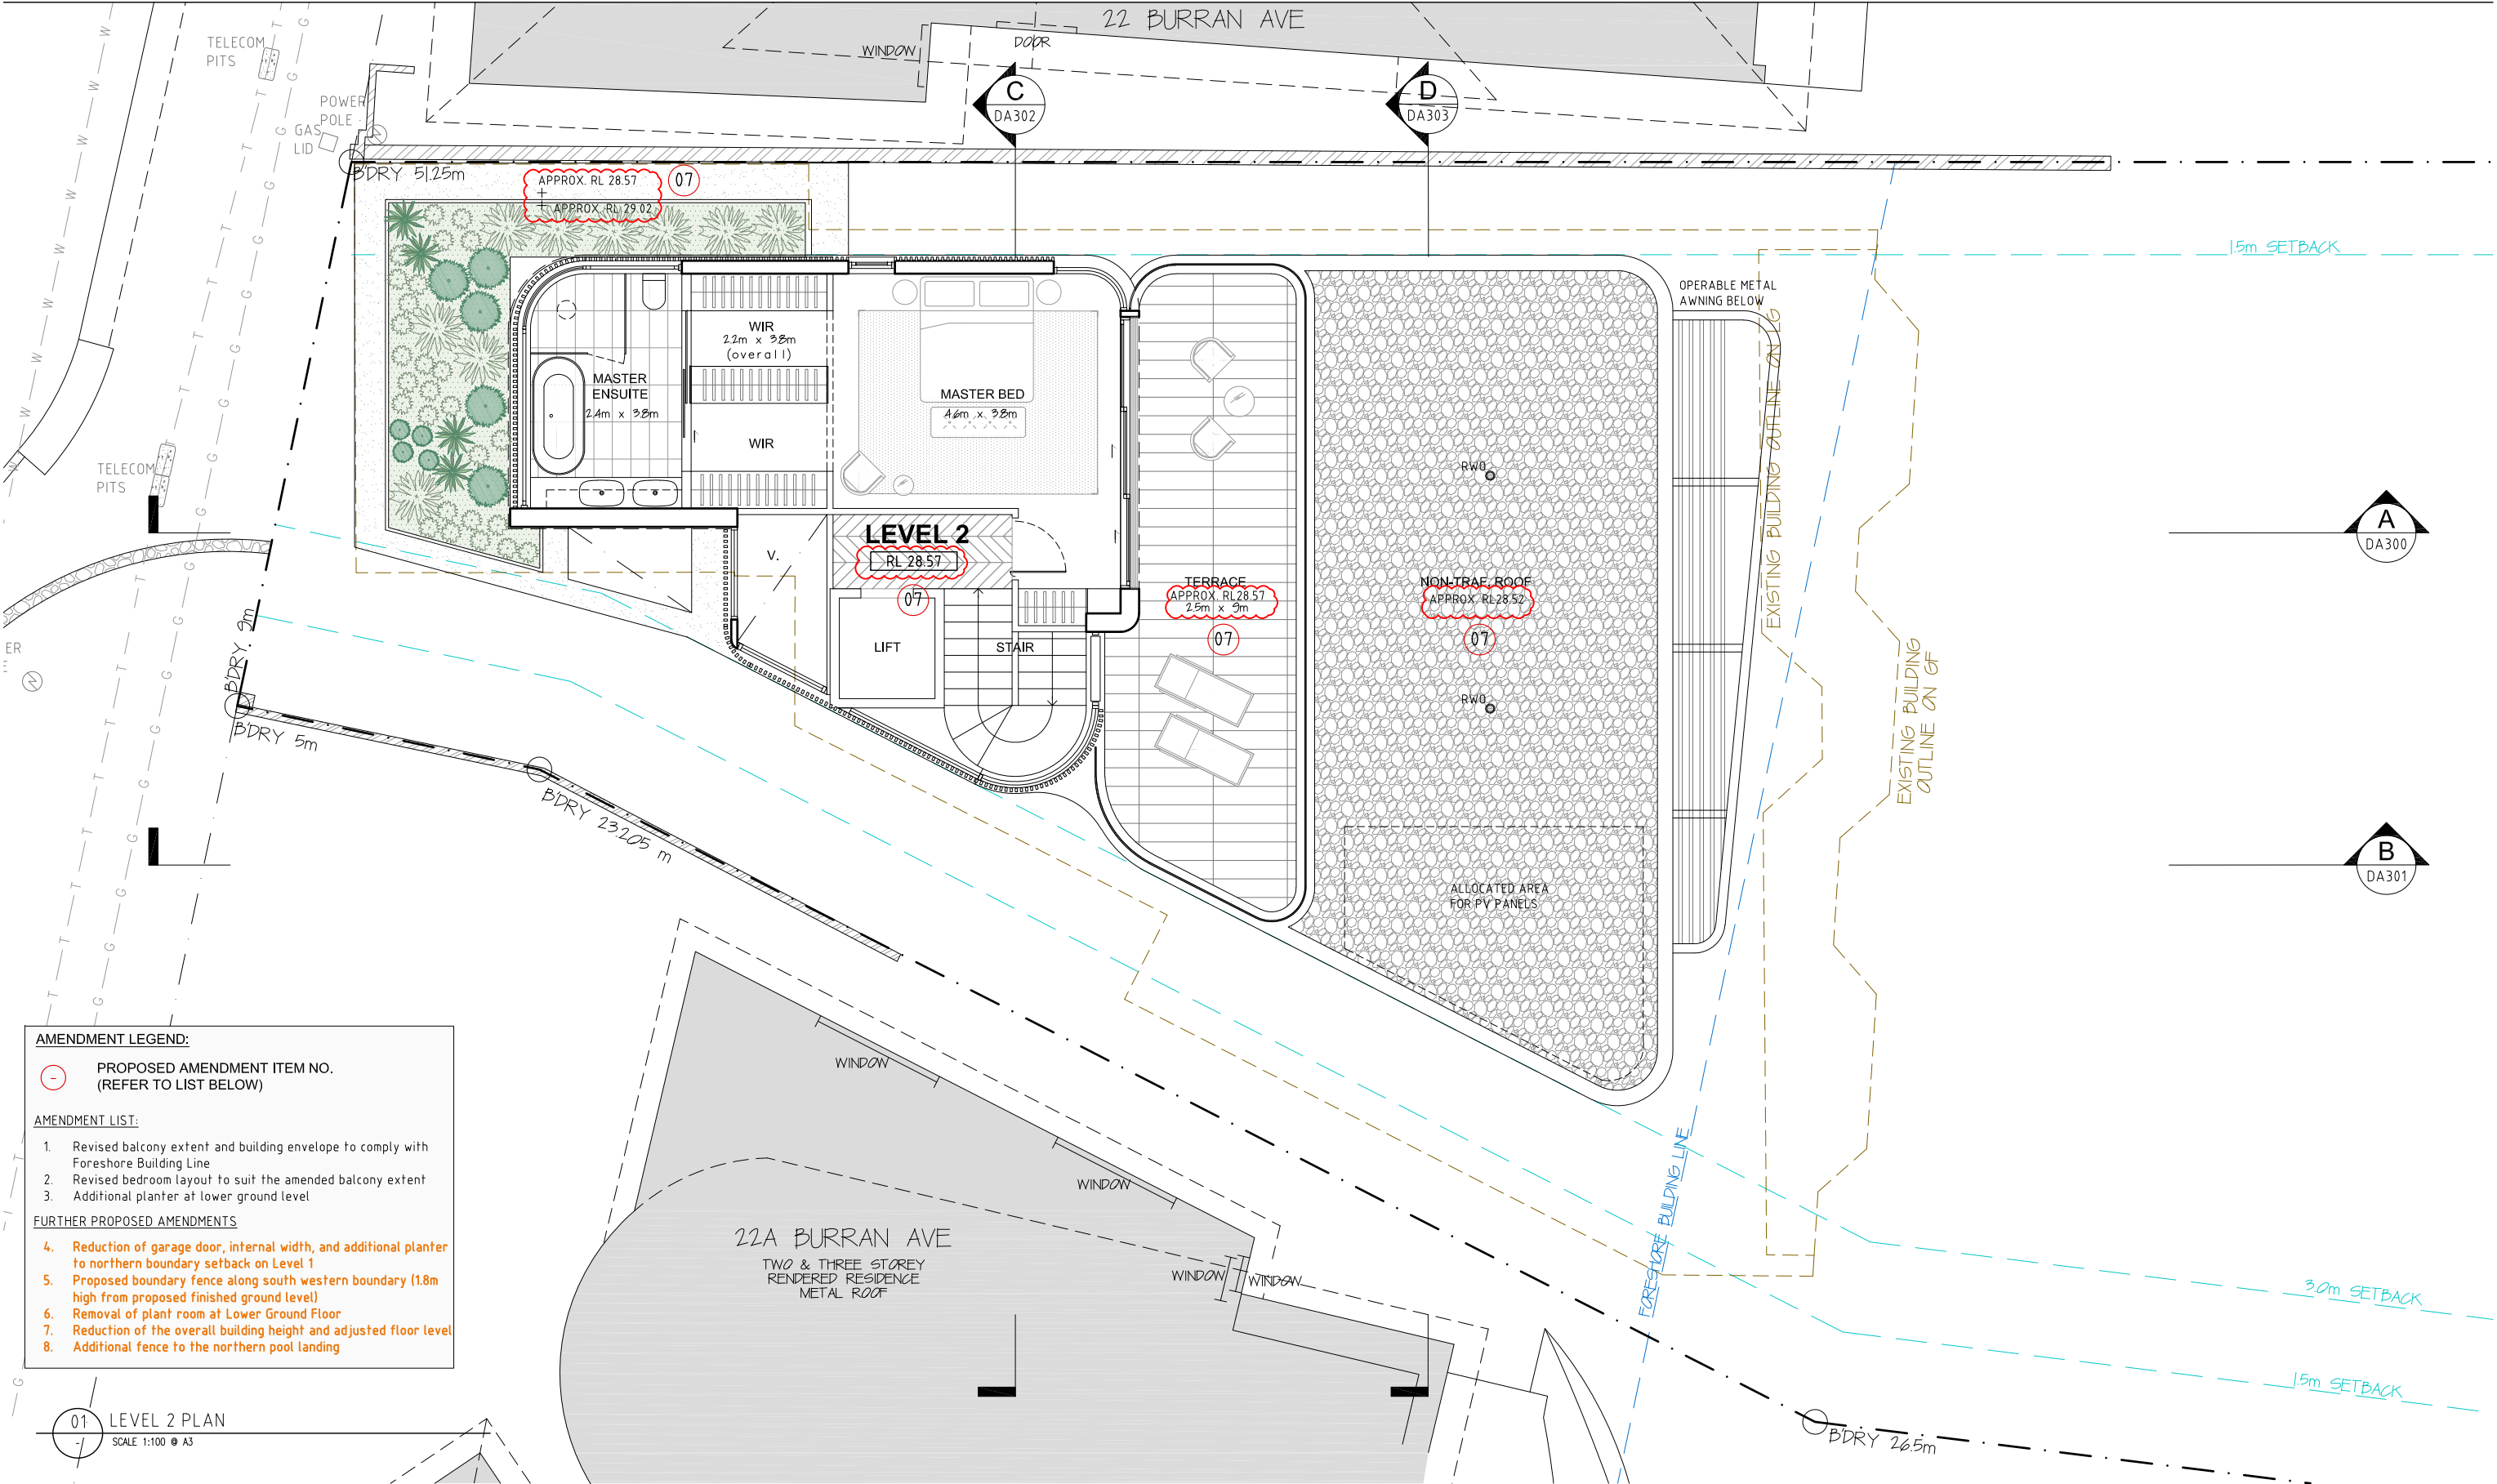 22 BURRAN AVE
TELECOM
PITS
WINDOW
DOOR
C
DA302
D
DA303
POWER
POLE
GAS
LID
B'DRY 51.25m
APPROX. RL 28.57
07
APPROX. RL 29.02
1.5m SETBACK
OPERABLE METAL
AWNING BELOW
WIR
2.2m x 3.8m
(overall)
MASTER
ENSUITE
2.4m x 3.8m
MASTER BED
4.6m x 3.8m
WIR
TELECOM
PITS
RWO
EXISTING BUILDING OUTLINE ON LG
LEVEL 2
RL 28.57
07
V.
A
DA300
TERRACE
APPROX. RL28.57
2.5m x 9m
07
NON-TRAF. ROOF
APPROX. RL28.52
07
LIFT
STAIR
EXISTING BUILDING
OUTLINE ON GF
ER
B'DRY. 9m
RWO
B'DRY 5m
B'DRY 23.205 m
B
DA301
ALLOCATED AREA
FOR PV PANELS
AMENDMENT LEGEND:
-
PROPOSED AMENDMENT ITEM NO.
(REFER TO LIST BELOW)
AMENDMENT LIST:
1. Revised balcony extent and building envelope to comply with
Foreshore Building Line
2. Revised bedroom layout to suit the amended balcony extent
3. Additional planter at lower ground level
FURTHER PROPOSED AMENDMENTS
4. Reduction of garage door, internal width, and additional planter
to northern boundary setback on Level 1
5. Proposed boundary fence along south western boundary (1.8m
high from proposed finished ground level)
6. Removal of plant room at Lower Ground Floor
7. Reduction of the overall building height and adjusted floor level
8. Additional fence to the northern pool landing
WINDOW
WINDOW
22A BURRAN AVE
TWO & THREE STOREY
RENDERED RESIDENCE
METAL ROOF
WINDOW
WINDOW
FORESHORE BUILDING LINE
3.0m SETBACK
1.5m SETBACK
B'DRY 26.5m
01
-
LEVEL 2 PLAN
SCALE 1:100 @ A3